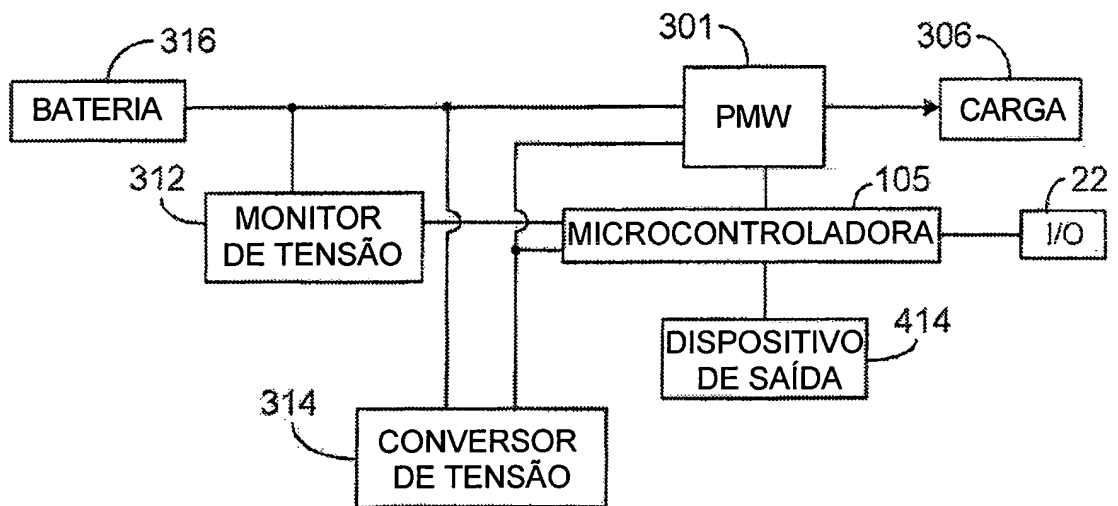 316
301
306
BATERIA
PMW
CARGA
312
105
22
MONITOR
DE TENSÃO
MICROCONTROLADORA
I/O
DISPOSITIVO
DE SAÍDA
414
314
CONVERSOR
DE TENSÃO